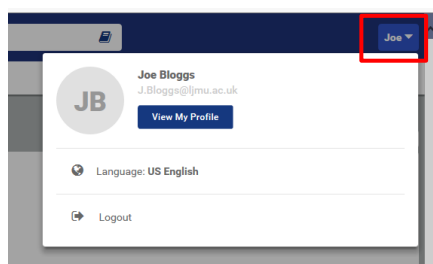 Joe
Joe Bloggs
J.Bloggs@ljmu.ac.uk
JB
View My Profile
Language: US English
Logout